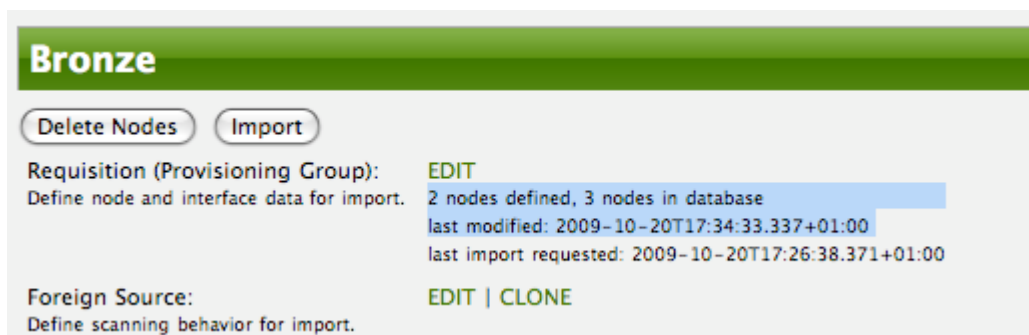 Bronze
Delete Nodes Import
Requisition (Provisioning Group): EDIT
Define node and interface data for import. 2 nodes defined, 3 nodes in database
last modified: 2009-10-20T17:34:33.337+01:00
last import requested: 2009-10-20T17:26:38.371+01:00
Foreign Source: EDIT | CLONE
Define scanning behavior for import.